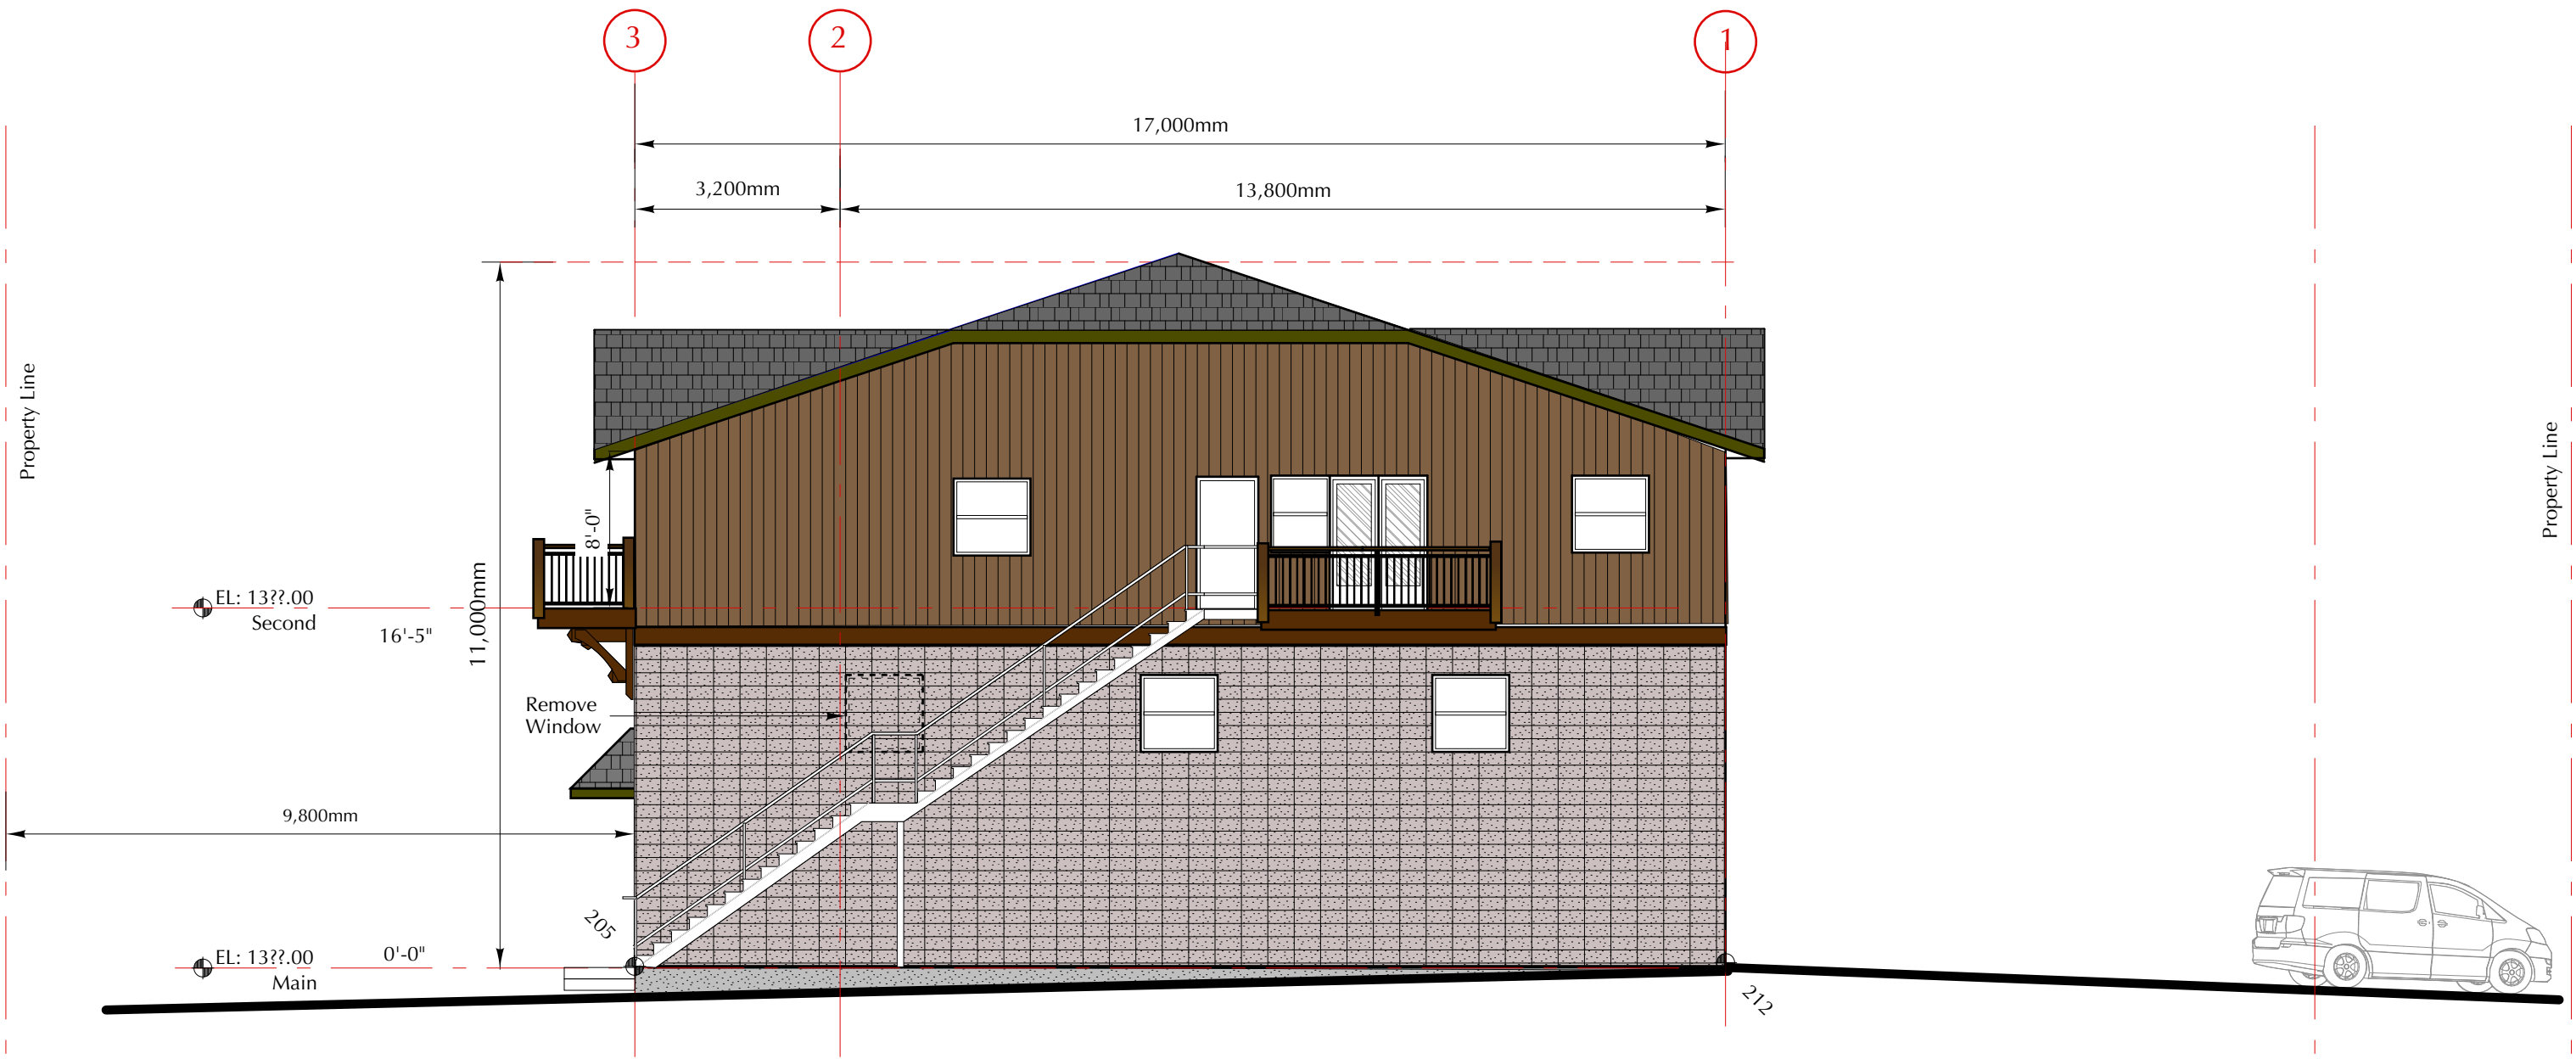 3
2
1
17,000mm
3,200mm
13,800mm
Property Line
Property Line
8'-0"
11,000mm
EL: 13??.00
Second
16'-5"
Remove
Window
9,800mm
205
EL: 13??.00
0'-0"
Main
212